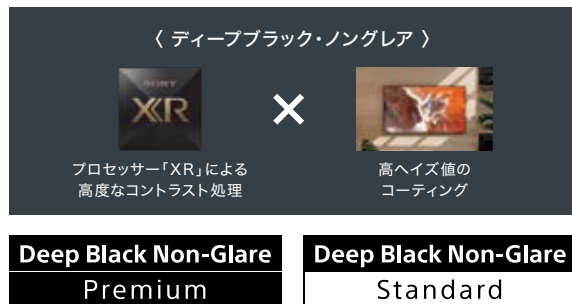 〈 ディープブラック・ノングレア 〉
SONY
XR
×
プロセッサー「XR」による
高度なコントラスト処理
高ヘイズ値の
コーティング
Deep Black Non-Glare
Premium
Deep Black Non-Glare
Standard